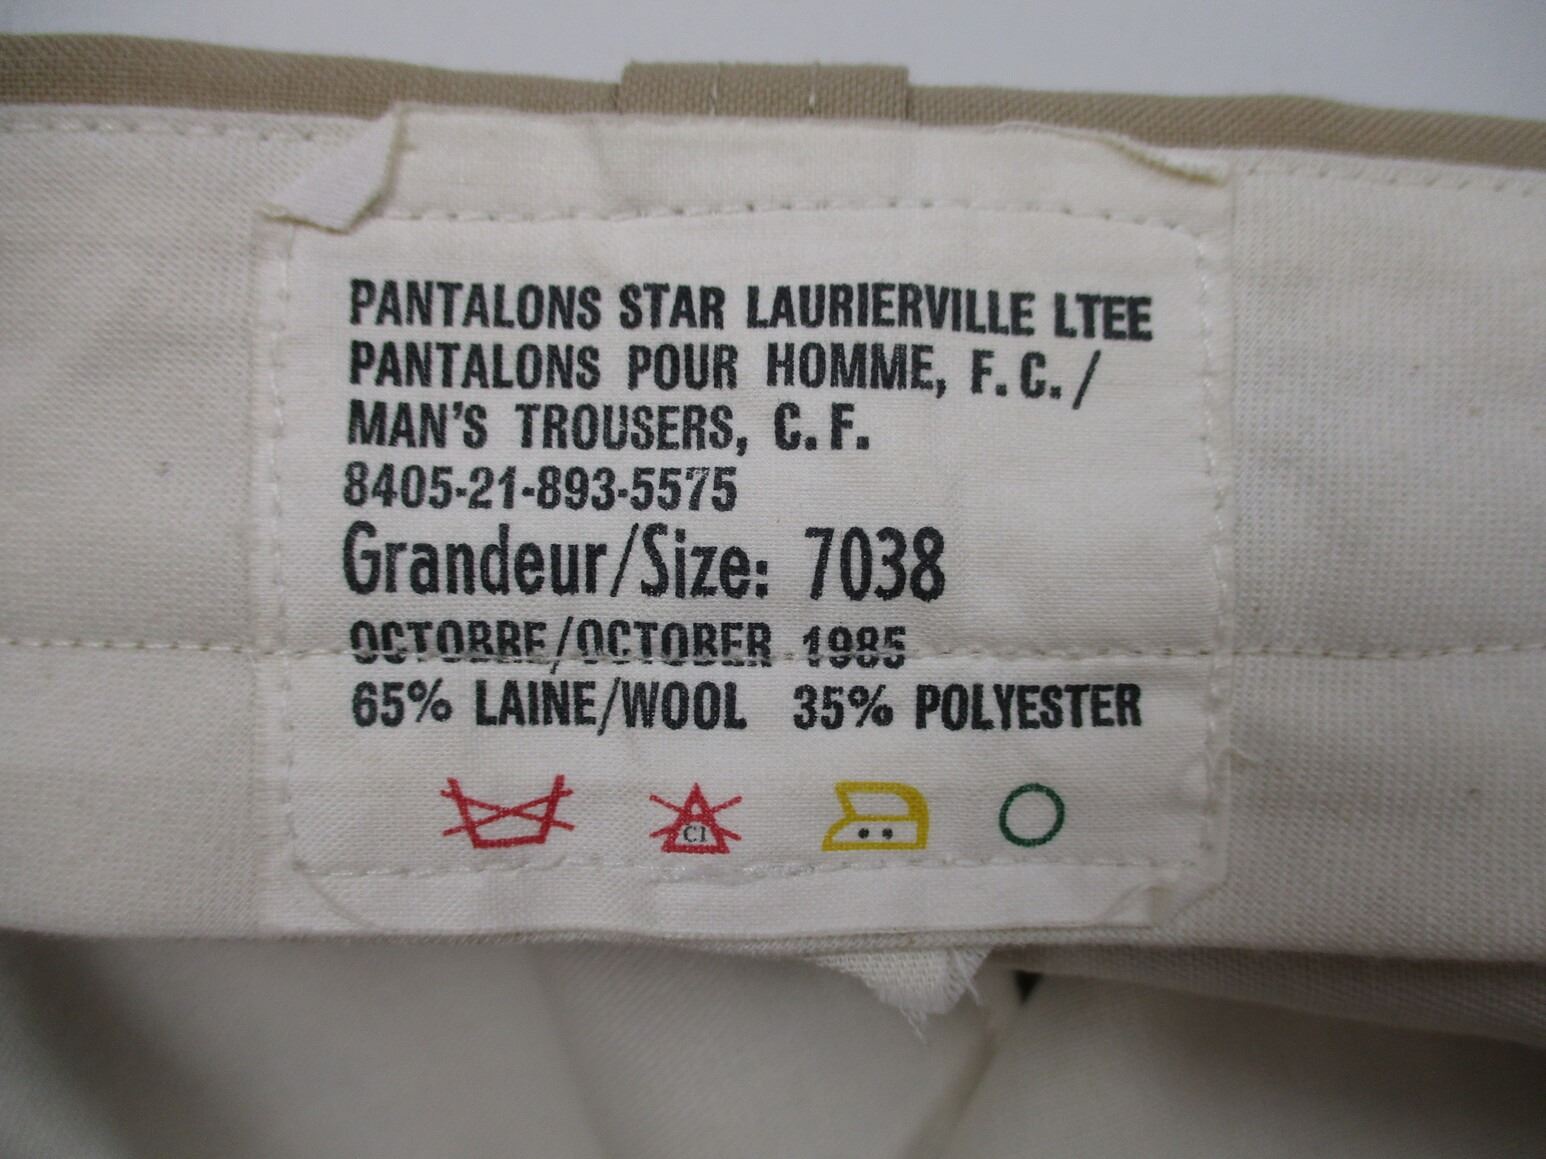 PANTALONS STAR LAURIERVILLE LTEE
PANTALONS POUR HOMME, F.C./
MAN'S TROUSERS, C.F.
8405-21-893-5575
Grandeur/Size: 7038
OCTOBRE/OCTOBER 1985
65% LAINE/WOOL 35% POLYESTER
Cl